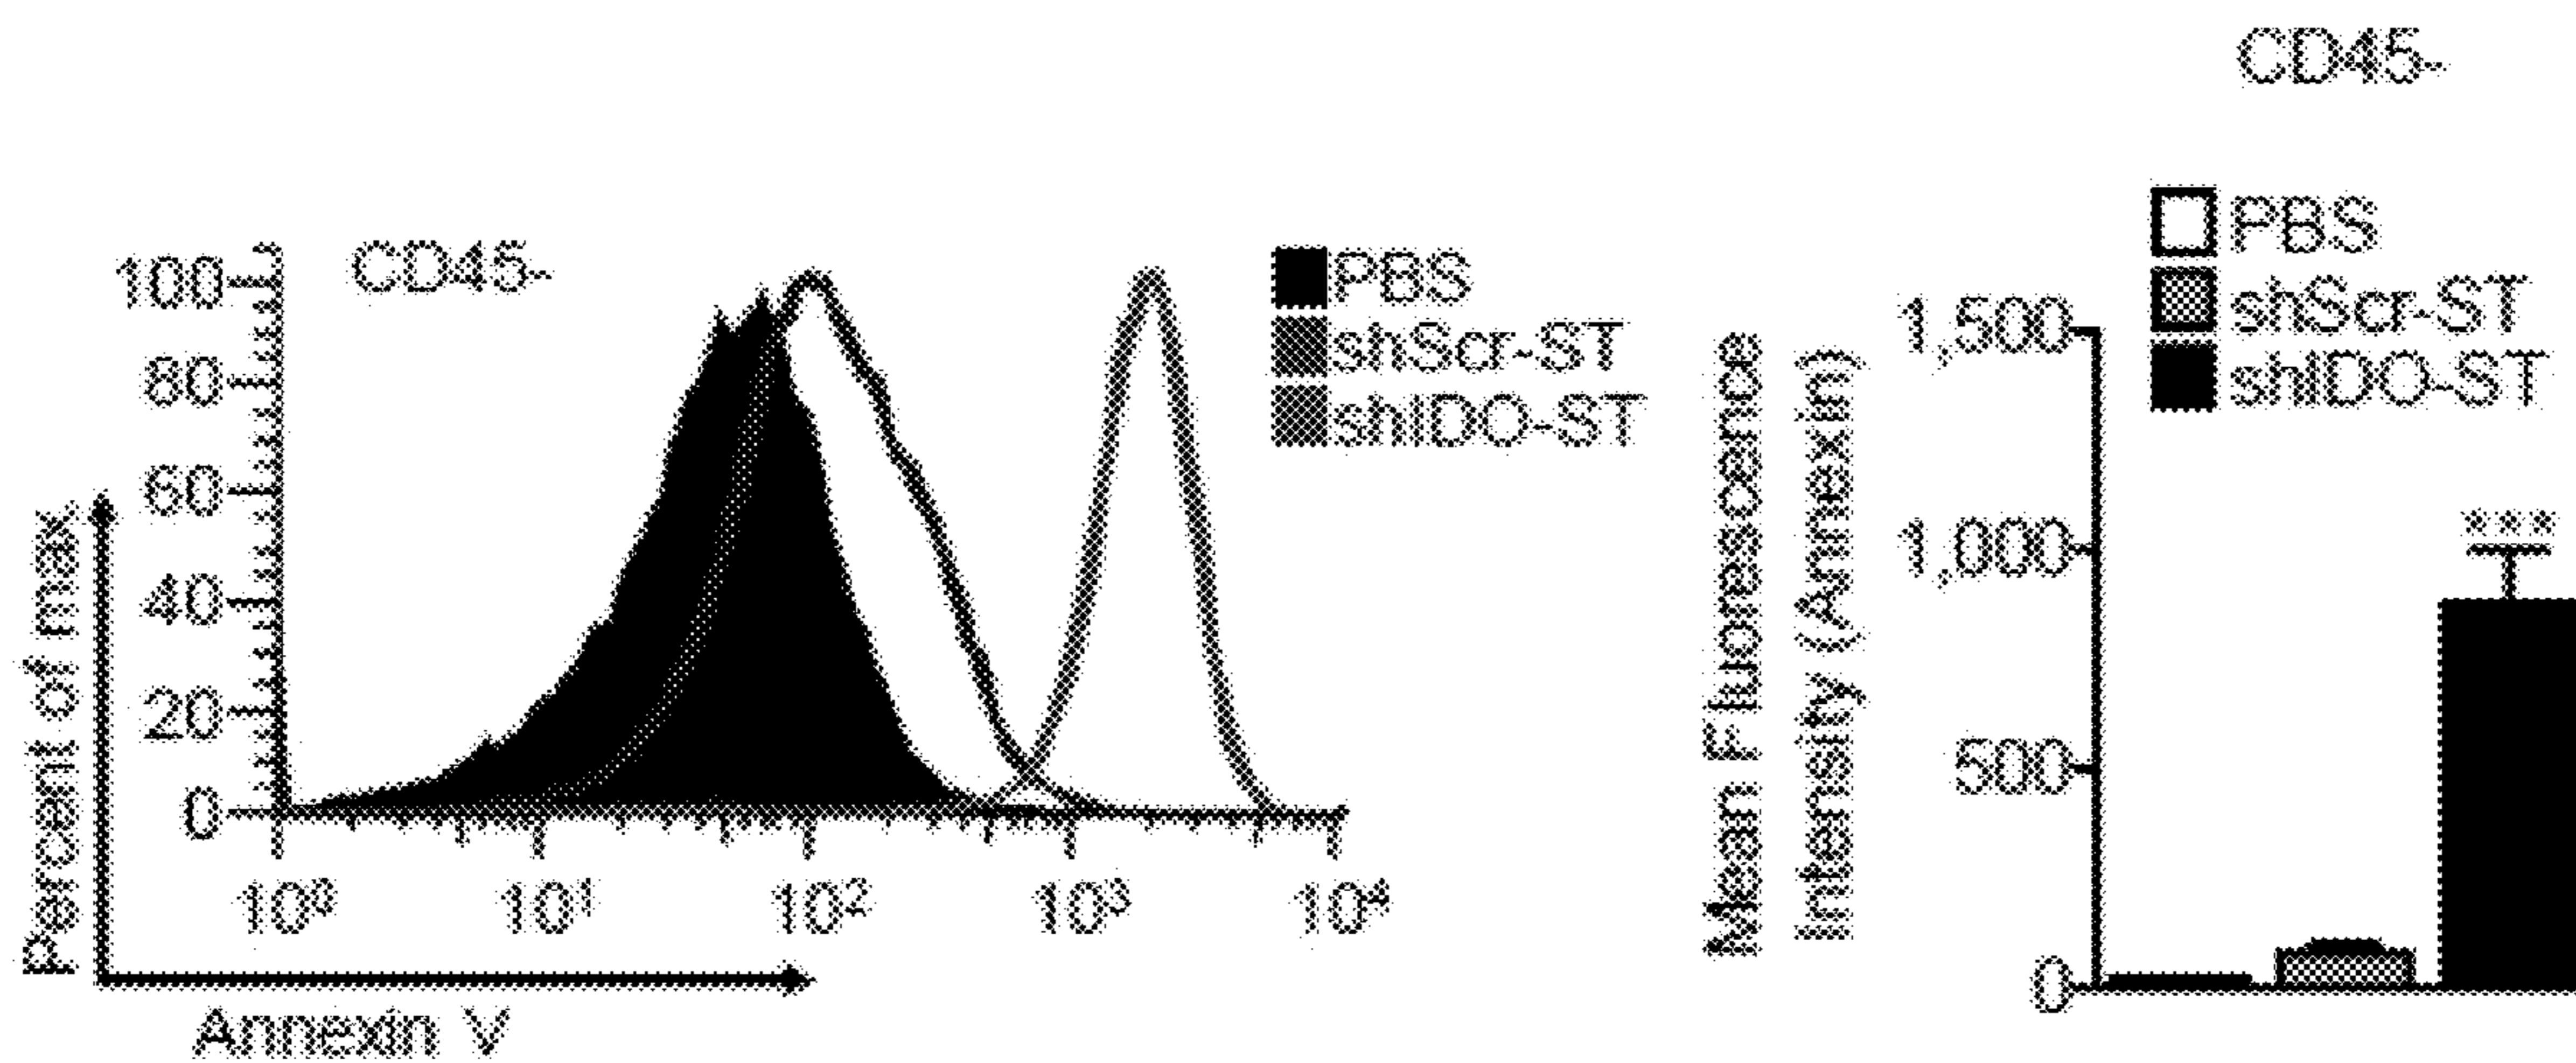 CD45-
100
80
60
40
20
0
Percent of max
10⁰
10¹
10²
10³
10⁴
Annexin V
PBS
shScr-ST
shIDO-ST
CD45-
PBS
shScr-ST
shIDO-ST
Mean Fluorescence
Intensity (Annexin)
1,500
1,000
500
0
***